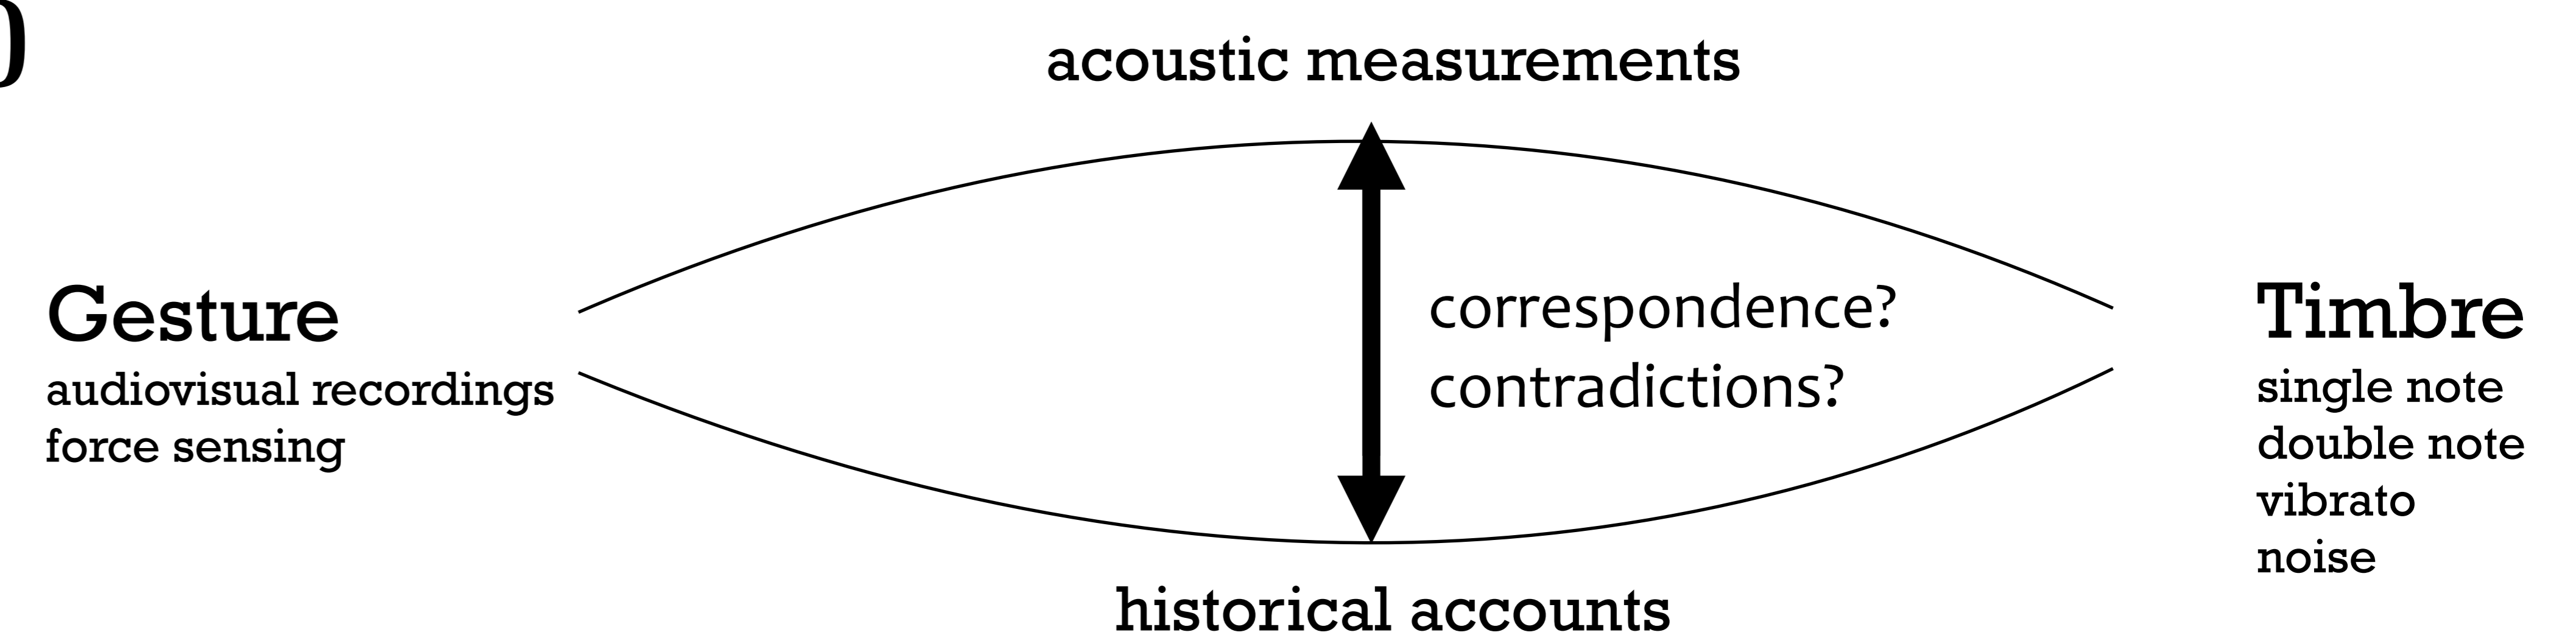 acoustic measurements
Gesture
audiovisual recordings
force sensing
correspondence?
contradictions?
Timbre
single note
double note
vibrato
noise
historical accounts